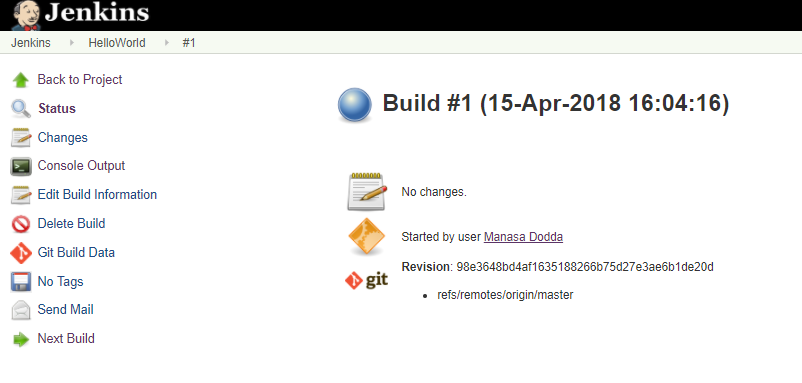 Jenkins
Jenkins HelloWorld #1
Back to Project
Status
Changes
Console Output
Edit Build Information
Delete Build
Git Build Data
No Tags
Send Mail
Next Build
Build #1 (15-Apr-2018 16:04:16)
No changes.
Started by user Manasa Dodda
git
Revision: 98e3648bd4af1635188266b75d27e3ae6b1de20d
refs/remotes/origin/master